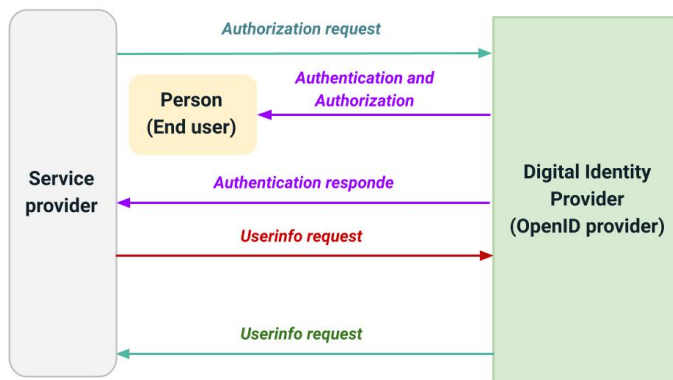 Authorization request
Authentication and
Authorization
Person
(End user)
Service
provider
Authentication responde
Digital Identity
Provider
(OpenID provider)
Userinfo request
Userinfo request